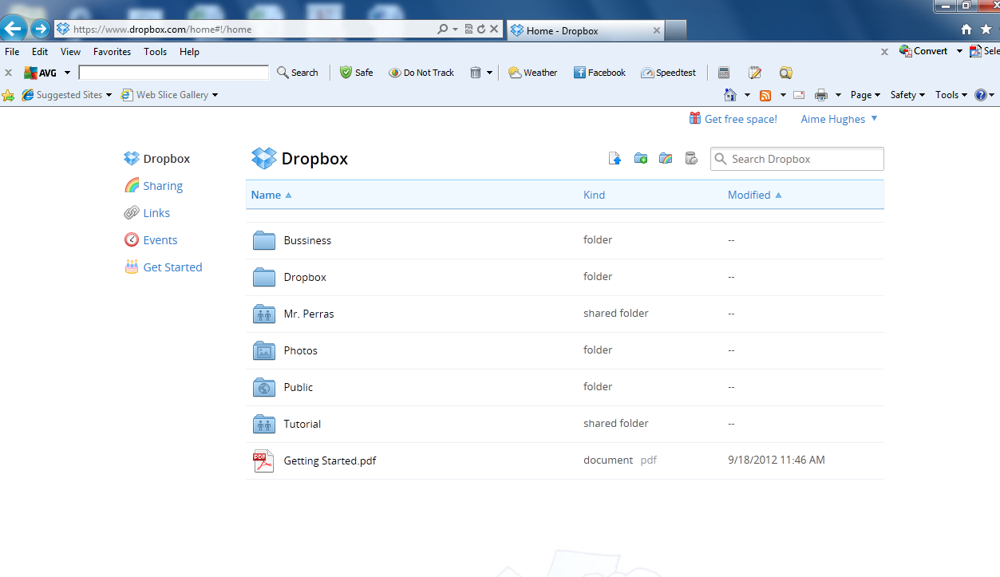 https://www.dropbox.com/home#!/home
Home - Dropbox
File Edit View Favorites Tools Help
Convert
Sele
AVG
Search
Safe
Do Not Track
Weather
Facebook
Speedtest
Suggested Sites
Web Slice Gallery
Page
Safety
Tools
Get free space!
Aime Hughes
Dropbox
Sharing
Links
Events
Get Started
Dropbox
Search Dropbox
Name Kind Modified
Bussiness folder --
Dropbox folder --
Mr. Perras shared folder --
Photos folder --
Public folder --
Tutorial shared folder --
PDF
Getting Started.pdf document pdf 9/18/2012 11:46 AM